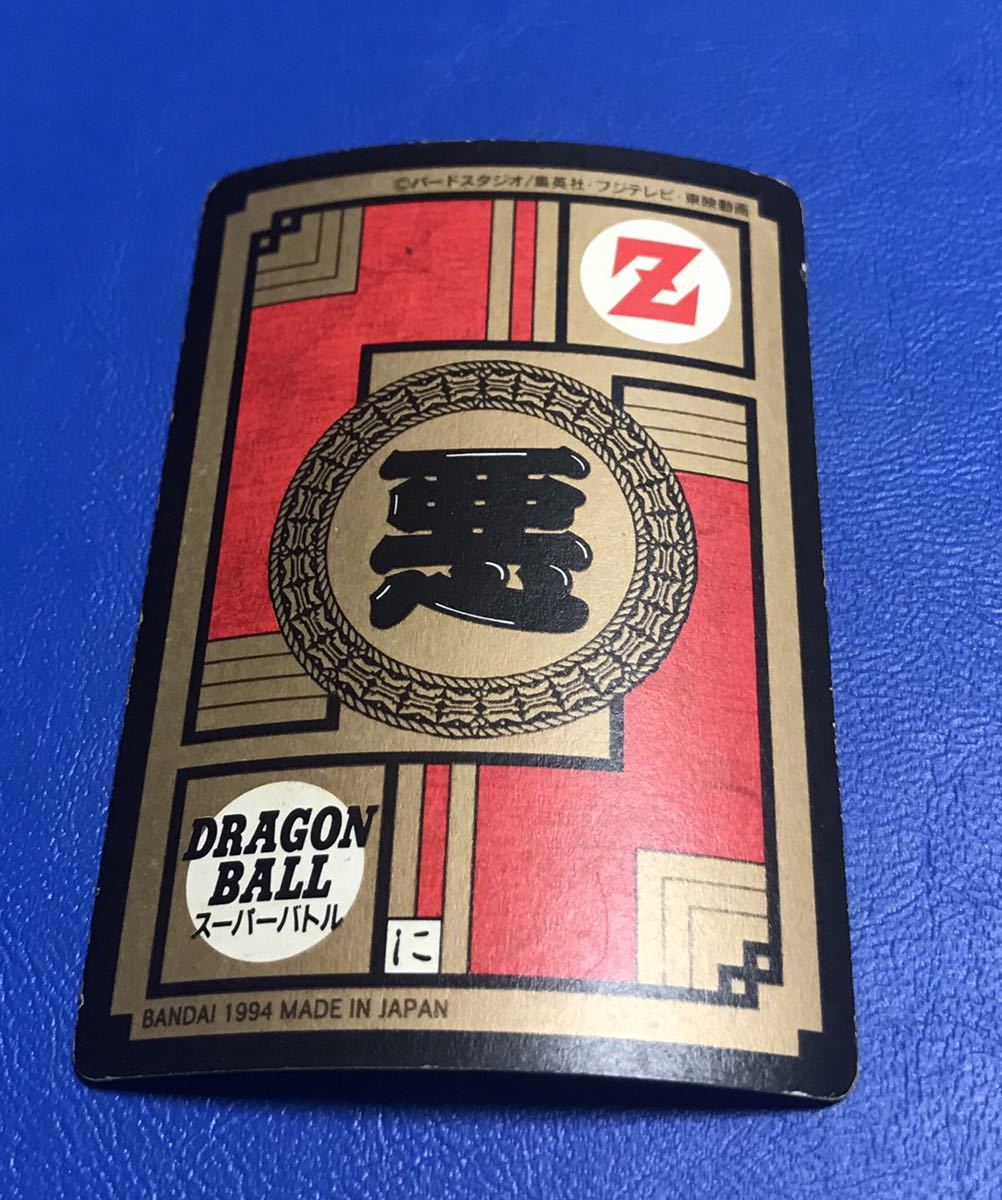 ©バードスタジオ/集英社・フジテレビ・東映動画
Z
悪
DRAGON
BALL
スーパーバトル
に
BANDAI 1994 MADE IN JAPAN